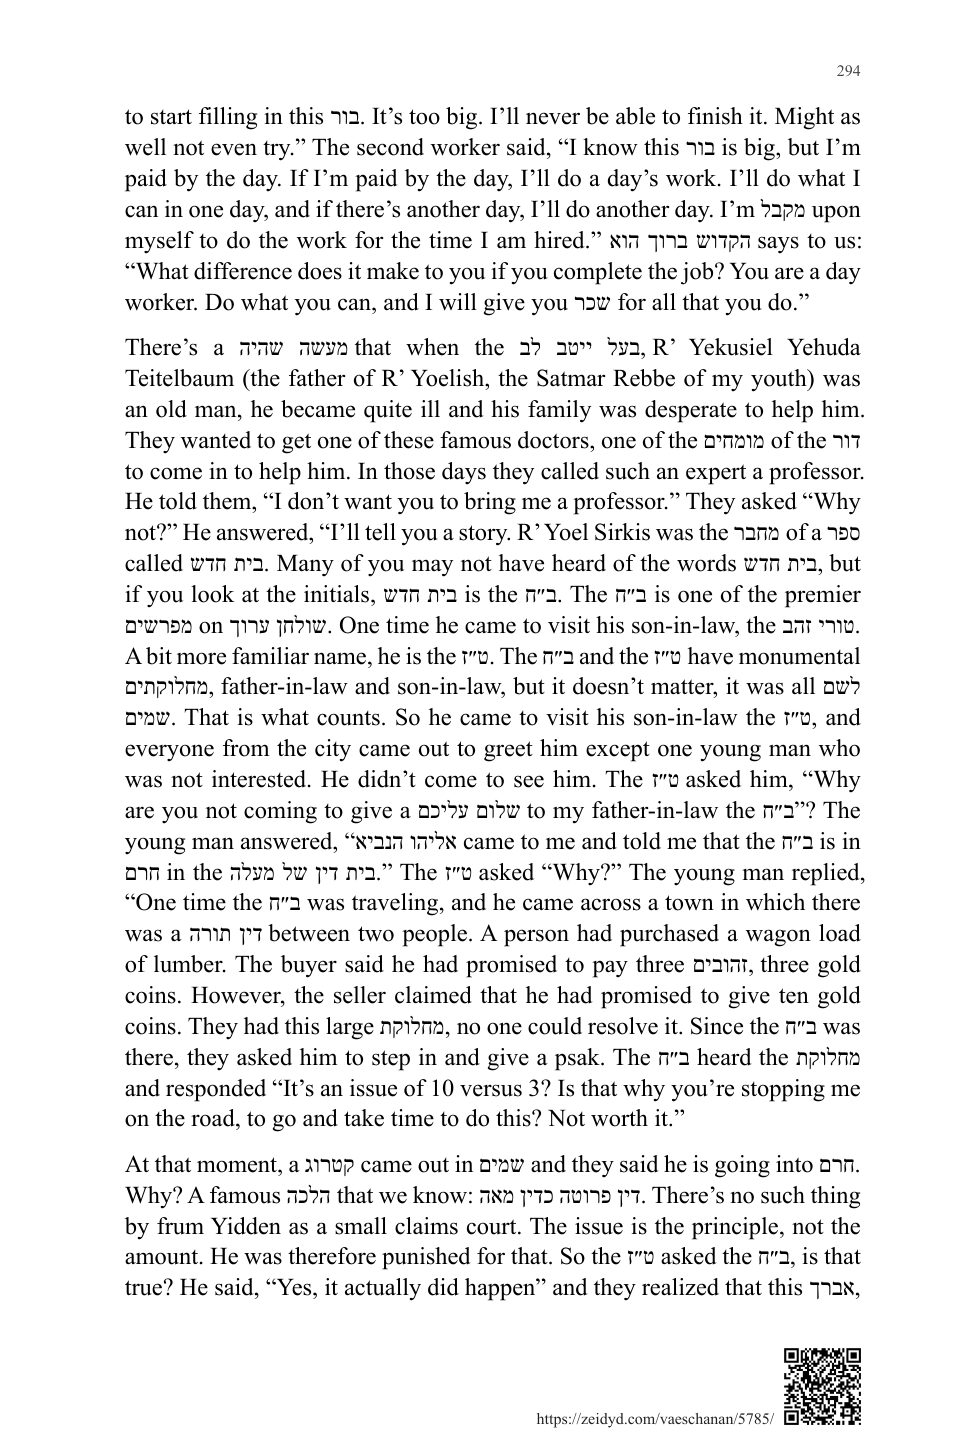 294
to start filling in this בור. It’s too big. I’ll never be able to finish it. Might as
well not even try.” The second worker said, “I know this בור is big, but I’m
paid by the day. If I’m paid by the day, I’ll do a day’s work. I’ll do what I
can in one day, and if there’s another day, I’ll do another day. I’m מקבל upon
myself to do the work for the time I am hired.” הקדוש ברוך הוא says to us:
“What difference does it make to you if you complete the job? You are a day
worker. Do what you can, and I will give you שכר for all that you do.”
There’s a מעשה שהיה that when the בעל ייטב לב, R’ Yekusiel Yehuda
Teitelbaum (the father of R’ Yoelish, the Satmar Rebbe of my youth) was
an old man, he became quite ill and his family was desperate to help him.
They wanted to get one of these famous doctors, one of the מומחים of the דור
to come in to help him. In those days they called such an expert a professor.
He told them, “I don’t want you to bring me a professor.” They asked “Why
not?” He answered, “I’ll tell you a story. R’ Yoel Sirkis was the מחבר of a ספר
called בית חדש. Many of you may not have heard of the words בית חדש, but
if you look at the initials, בית חדש is the ב״ח. The ב״ח is one of the premier
מפרשים on שולחן ערוך. One time he came to visit his son-in-law, the טורי זהב.
A bit more familiar name, he is the ט״ז. The ב״ח and the ט״ז have monumental
מחלוקתים, father-in-law and son-in-law, but it doesn’t matter, it was all לשם
שמים. That is what counts. So he came to visit his son-in-law the ט״ז, and
everyone from the city came out to greet him except one young man who
was not interested. He didn’t come to see him. The ט״ז asked him, “Why
are you not coming to give a שלום עליכם to my father-in-law the ב״ח”? The
young man answered, “אליהו הנביא came to me and told me that the ב״ח is in
חרם in the בית דין של מעלה.” The ט״ז asked “Why?” The young man replied,
“One time the ב״ח was traveling, and he came across a town in which there
was a דין תורה between two people. A person had purchased a wagon load
of lumber. The buyer said he had promised to pay three זהובים, three gold
coins. However, the seller claimed that he had promised to give ten gold
coins. They had this large מחלוקת, no one could resolve it. Since the ב״ח was
there, they asked him to step in and give a psak. The ב״ח heard the מחלוקת
and responded “It’s an issue of 10 versus 3? Is that why you’re stopping me
on the road, to go and take time to do this? Not worth it.”
At that moment, a קטרוג came out in שמים and they said he is going into חרם.
Why? A famous הלכה that we know: דין פרוטה כדין מאה. There’s no such thing
by frum Yidden as a small claims court. The issue is the principle, not the
amount. He was therefore punished for that. So the ט״ז asked the ב״ח, is that
true? He said, “Yes, it actually did happen” and they realized that this אברך,
https://zeidyd.com/vaeschanan/5785/